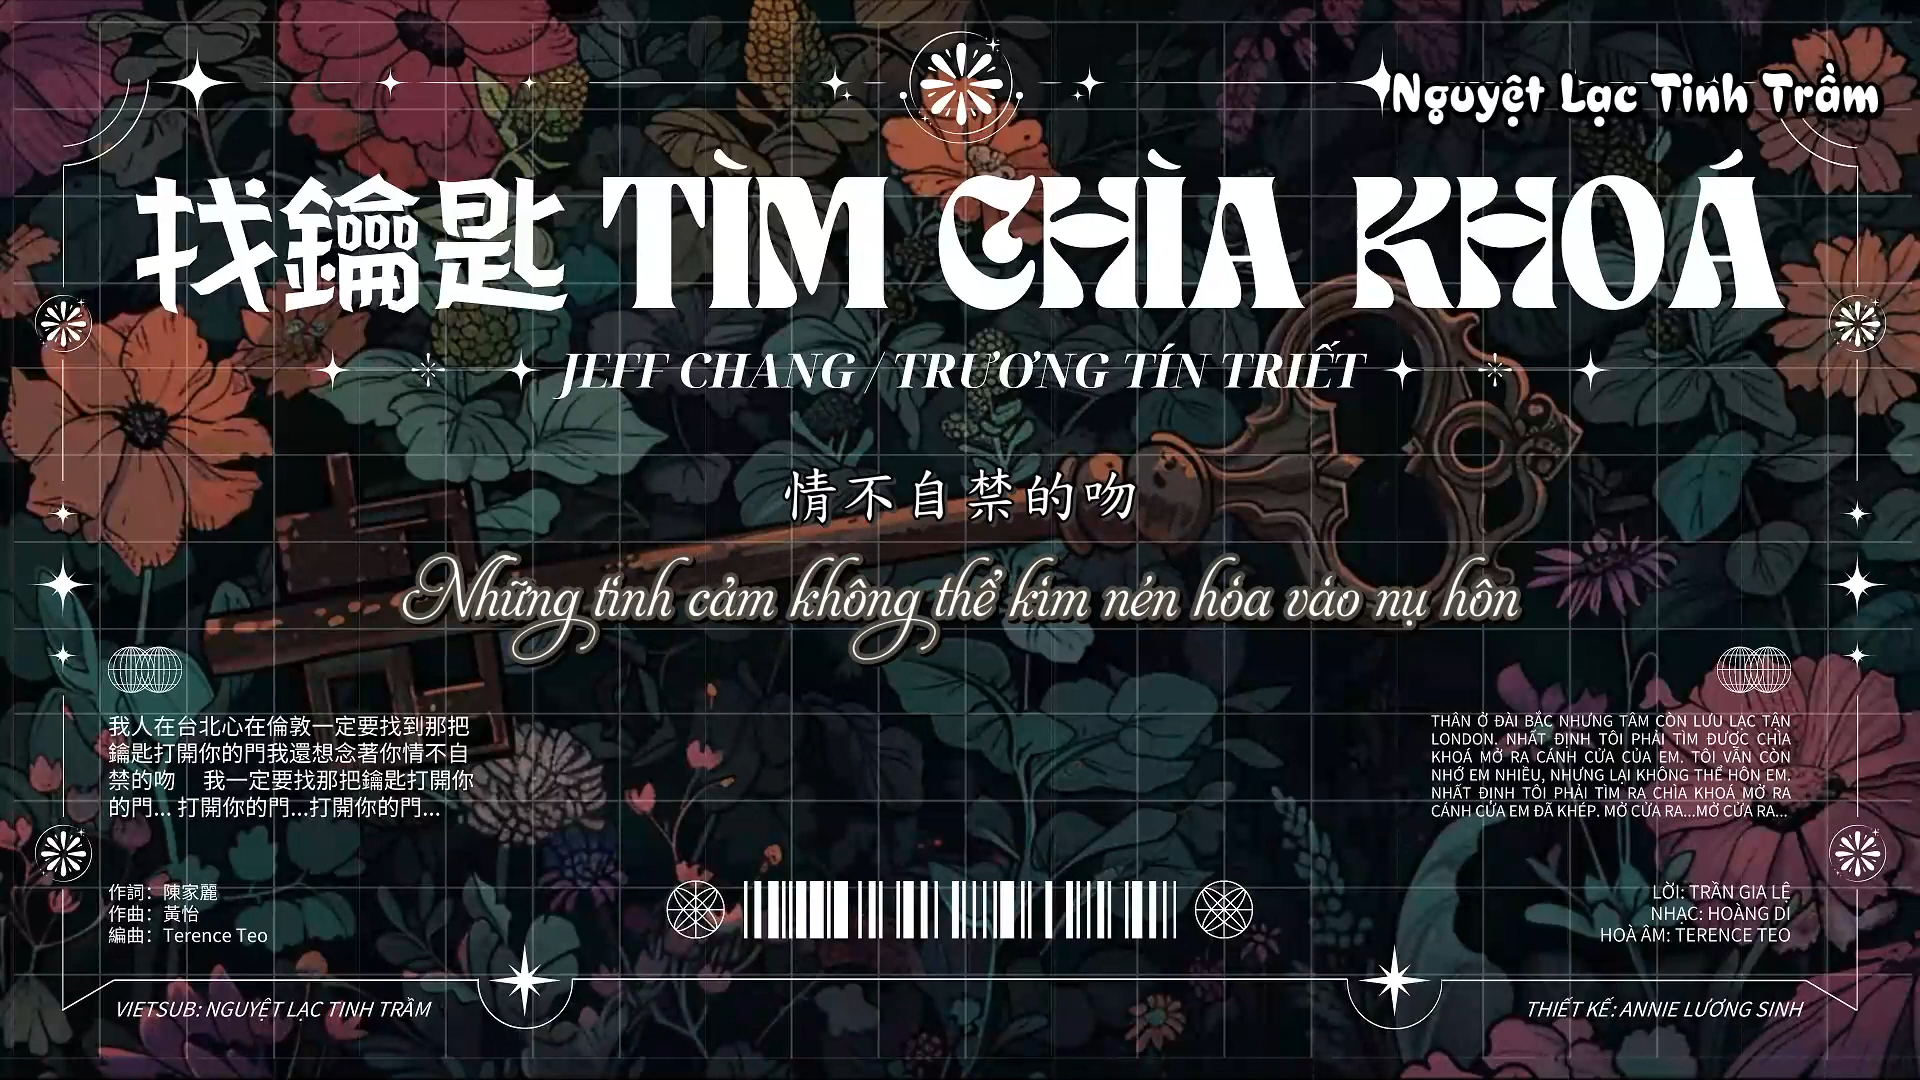 Nguyệt Lạc Tinh Trầm
找鑰匙 TÌM CHÌA KHOÁ
JEFF CHANG / TRƯƠNG TÍN TRIẾT
情不自禁的吻
Những tình cảm không thể kìm nén hòa vào nụ hôn
我人在台北心在倫敦一定要找到那把
鑰匙打開你的門我還想念著你情不自
禁的吻 我一定要找那把鑰匙打開你
的門... 打開你的門...打開你的門...
THÂN Ở ĐÀI BẮC NHƯNG TÂM CÒN LƯU LẠC TẬN
LONDON. NHẤT ĐỊNH TÔI PHẢI TÌM ĐƯỢC CHÌA
KHOÁ MỞ RA CÁNH CỬA CỦA EM. TÔI VẪN CÒN
NHỚ EM NHIỀU, NHƯNG LẠI KHÔNG THỂ HÔN EM.
NHẤT ĐỊNH TÔI PHẢI TÌM RA CHÌA KHOÁ MỞ RA
CÁNH CỬA EM ĐÃ KHÉP. MỞ CỬA RA...MỞ CỬA RA...
作詞：陳家麗
作曲：黃怡
編曲：Terence Teo
LỜI: TRẦN GIA LỆ
NHẠC: HOÀNG DI
HOÀ ÂM: TERENCE TEO
VIETSUB: NGUYỆT LẠC TINH TRẦM
THIẾT KẾ: ANNIE LƯƠNG SINH